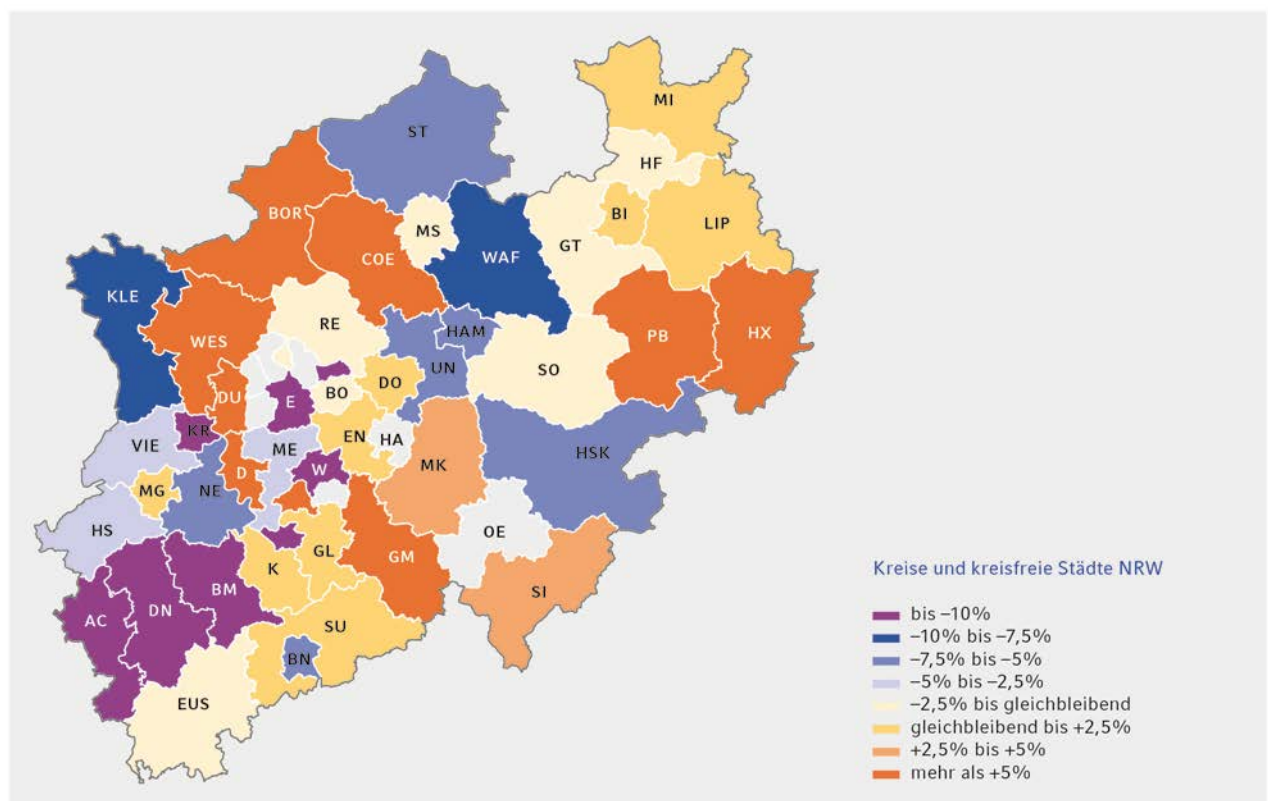 MI
ST
HF
BI
BOR
MS
LIP
GT
COE
WAF
KLE
RE
HAM
PB
HX
WES
UN
SO
DU
DO
E
BO
KR
EN
HA
VIE
ME
HSK
MK
D
W
MG
NE
HS
OE
GL
GM
K
BM
SI
DN
AC
SU
BN
EUS
Kreise und kreisfreie Städte NRW
bis –10%
–10% bis –7,5%
–7,5% bis –5%
–5% bis –2,5%
–2,5% bis gleichbleibend
gleichbleibend bis +2,5%
+2,5% bis +5%
mehr als +5%